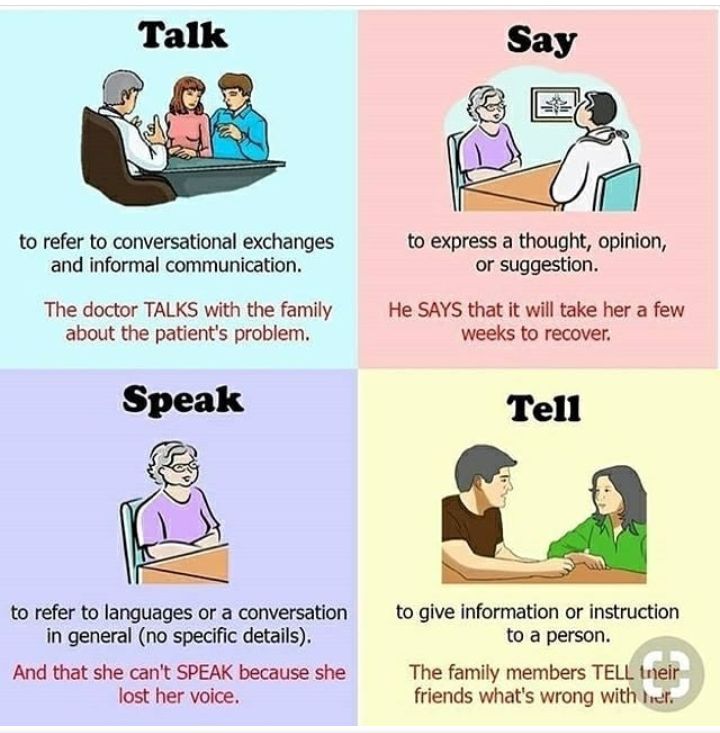 Talk
to refer to conversational exchanges
and informal communication.
The doctor TALKS with the family
about the patient's problem.
Say
to express a thought, opinion,
or suggestion.
He SAYS that it will take her a few
weeks to recover.
Speak
to refer to languages or a conversation
in general (no specific details).
And that she can't SPEAK because she
lost her voice.
Tell
to give information or instruction
to a person.
The family members TELL their
friends what's wrong with her.